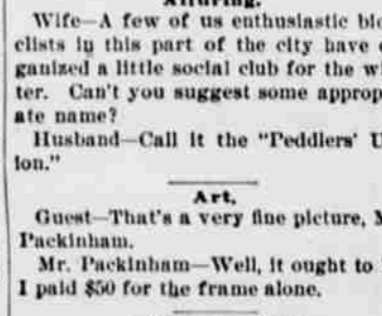 Alluring.
Wife—A few of us enthusiastic bic
clists in this part of the city have o
ganized a little social club for the wi
ter. Can't you suggest some approp
ate name?
Husband—Call it the "Peddlers' U
ion."
Art.
Guest—That's a very fine picture, M
Packinham.
Mr. Packinham—Well, it ought to
I paid $50 for the frame alone.